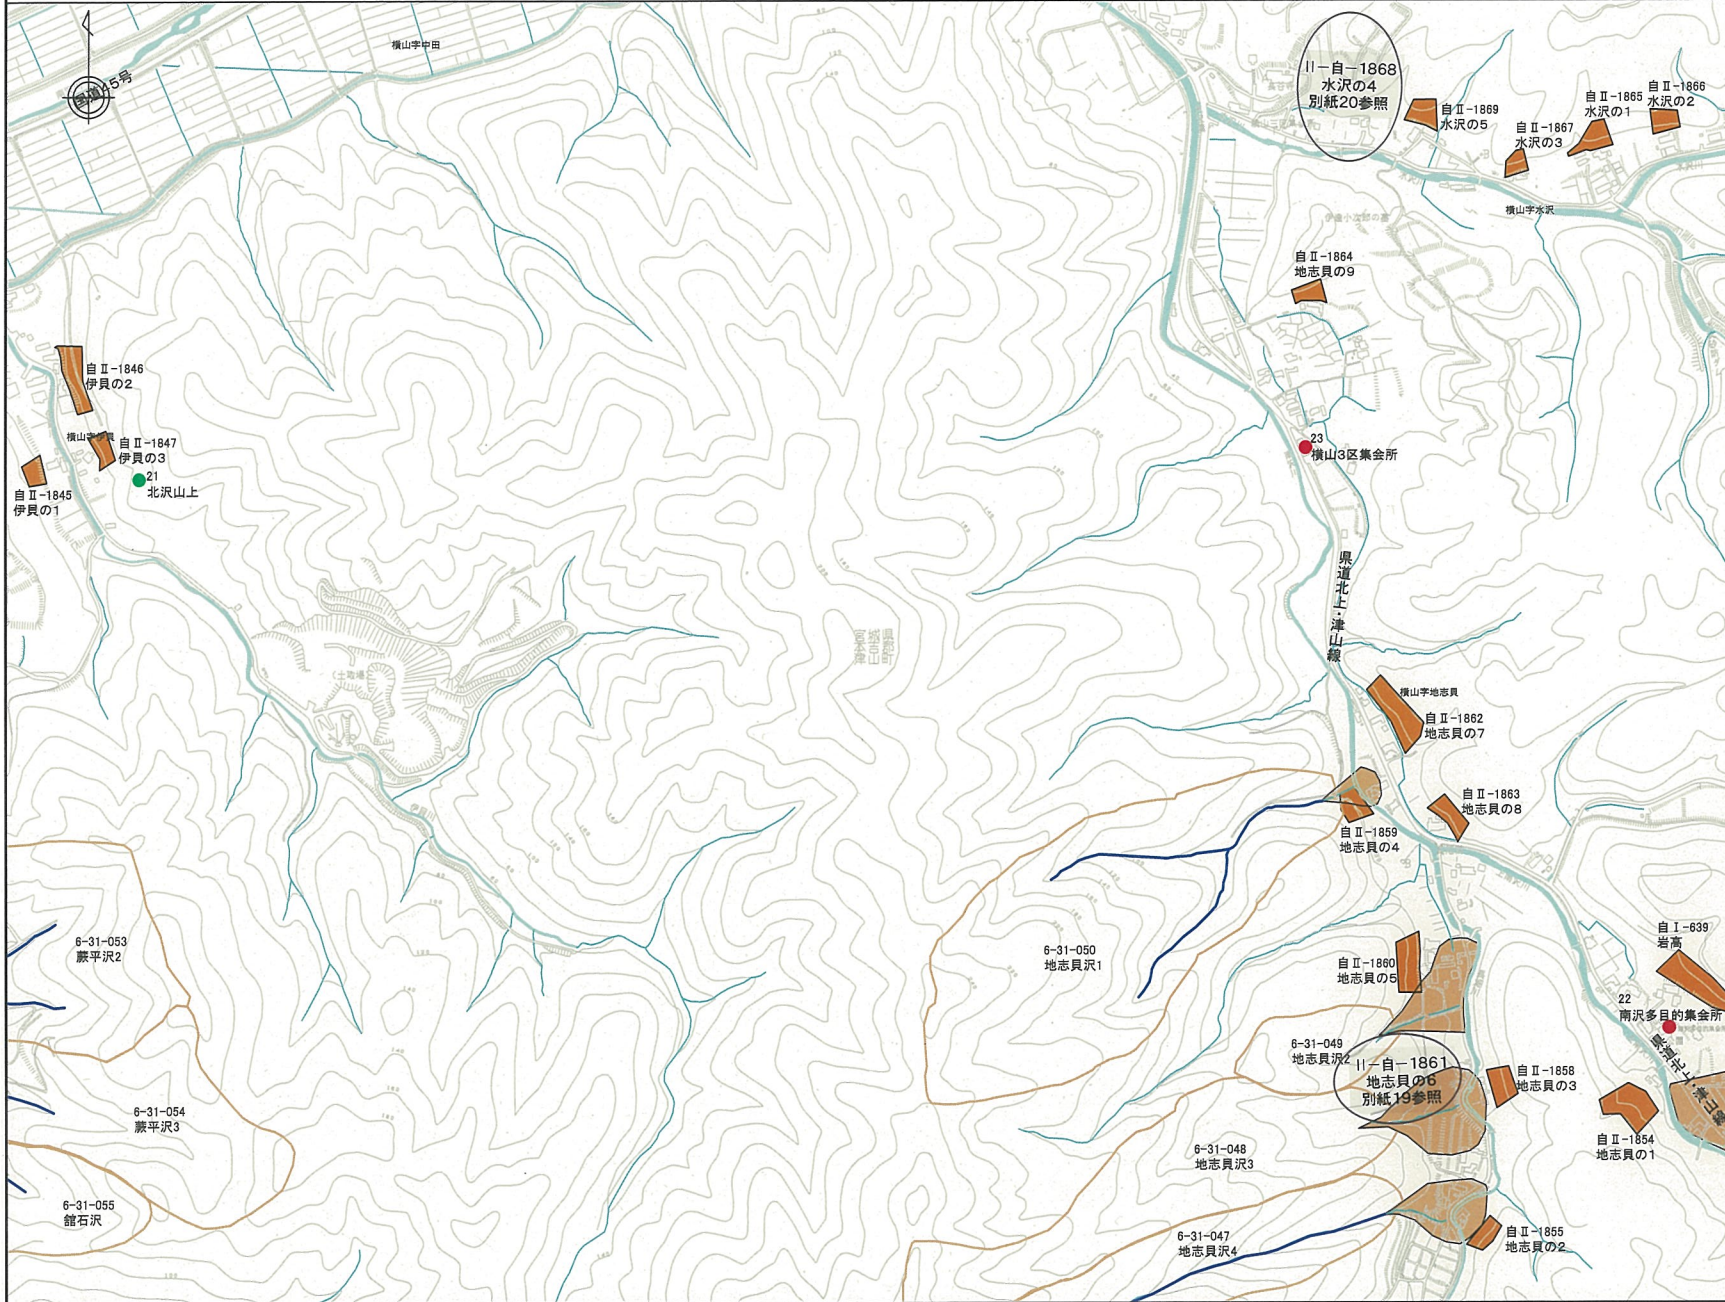 横山字中田
国道45号
II-自-1868
水沢の4
別紙20参照
自Ⅱ-1869
水沢の5
自Ⅱ-1867
水沢の3
自Ⅱ-1865
水沢の1
自Ⅱ-1866
水沢の2
横山字水沢
自Ⅱ-1864
地志貝の9
自Ⅱ-1846
伊貝の2
横山字伊貝
自Ⅱ-1847
伊貝の3
21
北沢山上
自Ⅱ-1845
伊貝の1
23
横山3区集会所
県道北上・津山線
(土取場)
横山字地志貝
自Ⅱ-1862
地志貝の7
自Ⅱ-1863
地志貝の8
自Ⅱ-1859
地志貝の4
6-31-053
蕨平沢2
6-31-050
地志貝沢1
自Ⅱ-1860
地志貝の5
自Ⅰ-639
岩高
22
南沢多目的集会所
県道北上・津山線
6-31-049
地志貝沢2
II-自-1861
地志貝の6
別紙19参照
自Ⅱ-1858
地志貝の3
自Ⅱ-1854
地志貝の1
6-31-054
蕨平沢3
6-31-048
地志貝沢3
6-31-055
舘石沢
6-31-047
地志貝沢4
自Ⅱ-1855
地志貝の2